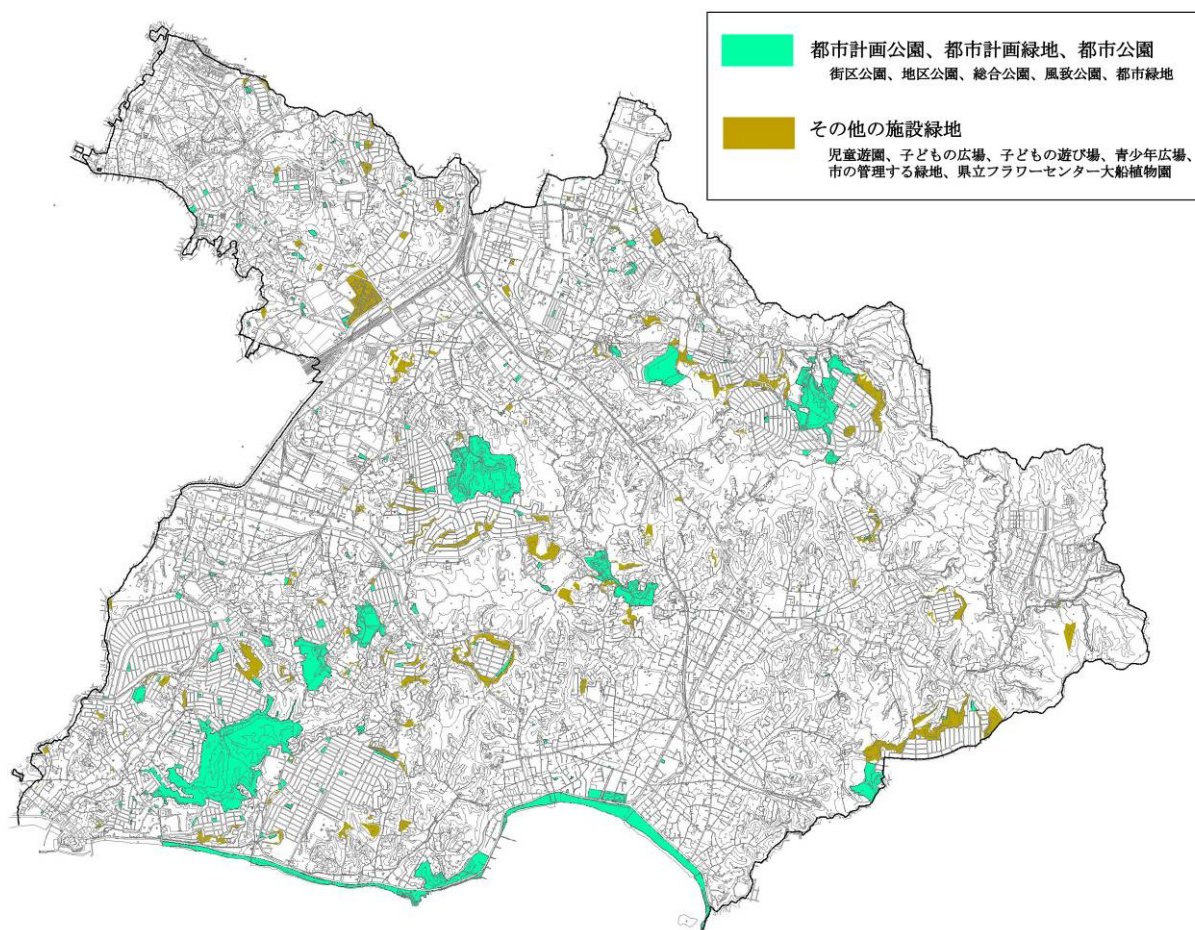 都市計画公園、都市計画緑地、都市公園
街区公園、地区公園、総合公園、風致公園、都市緑地
その他の施設緑地
児童遊園、子どもの広場、子どもの遊び場、青少年広場、
市の管理する緑地、県立フラワーセンター大船植物園